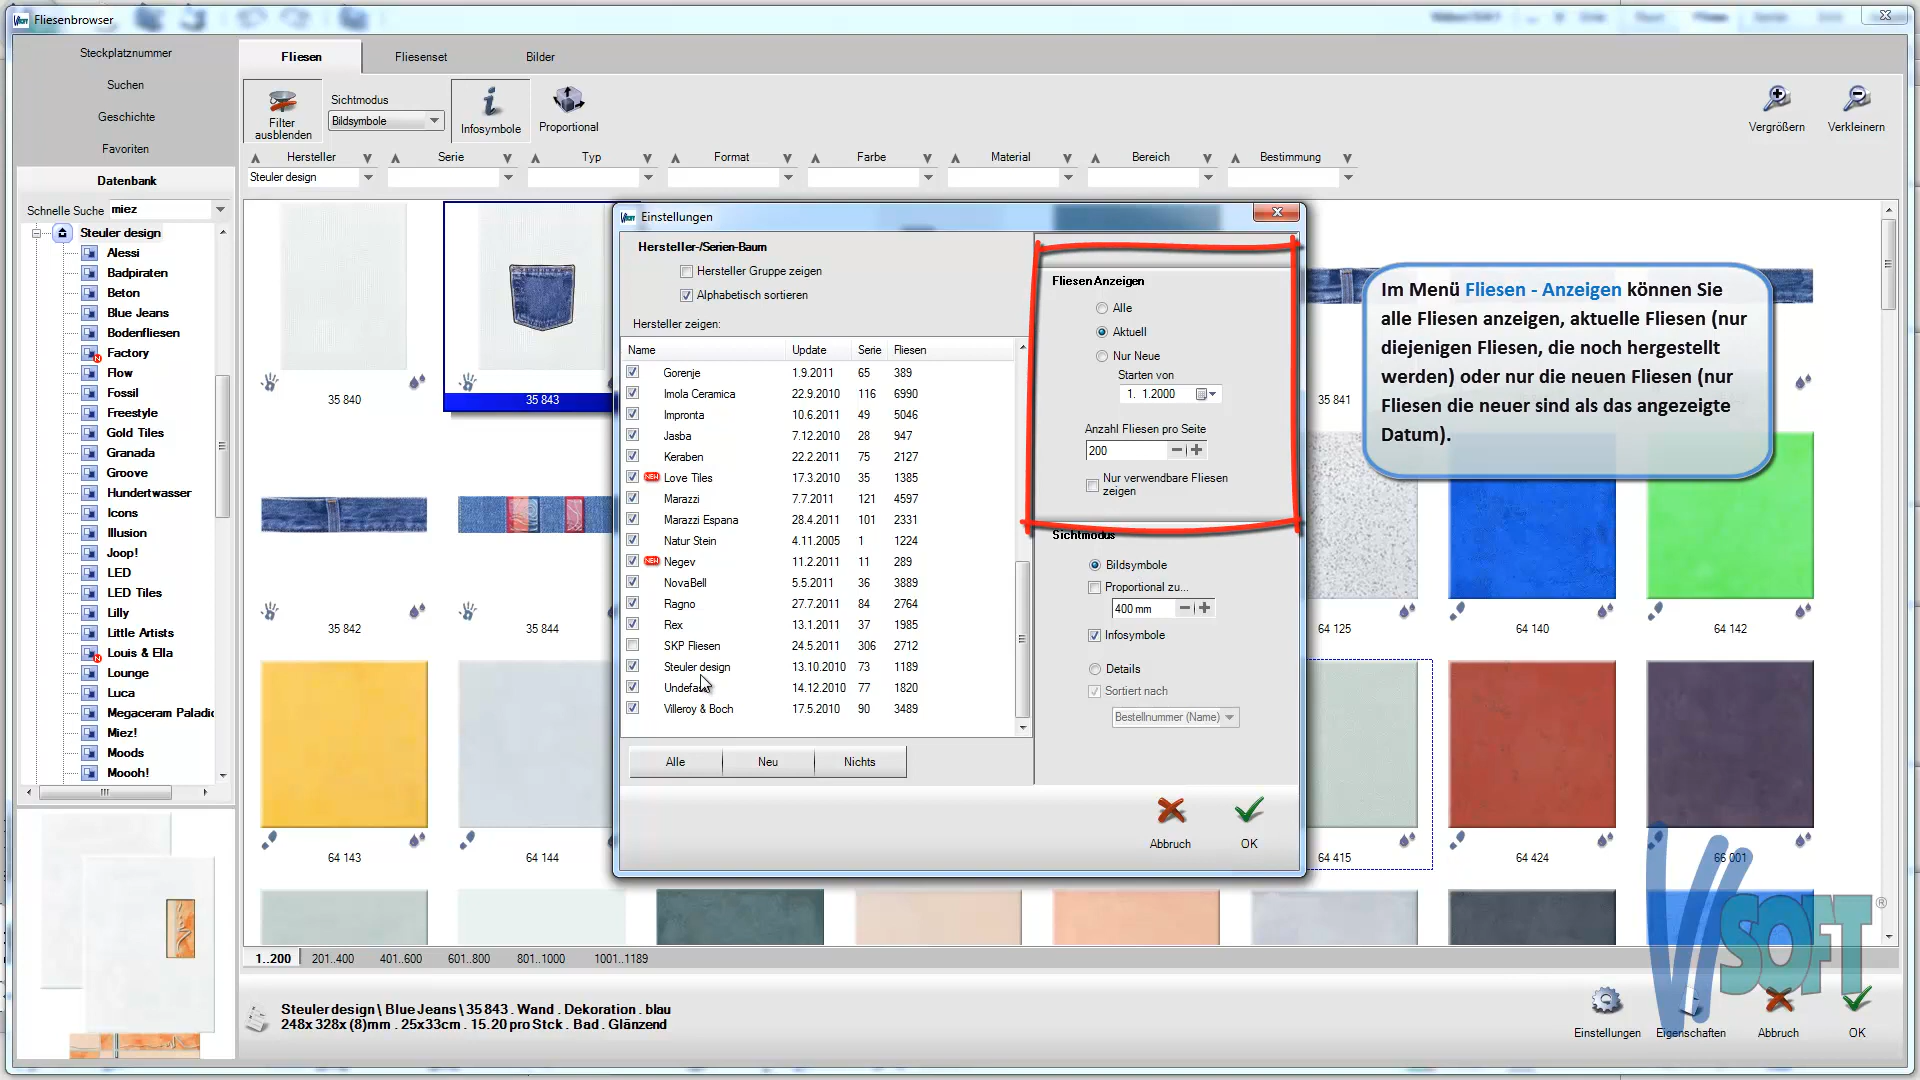 Fliesenbrowser
Steckplatznummer
Suchen
Geschichte
Favoriten
Datenbank
Schnelle Suche miez
Steuler design
Alessi
Badpiraten
Beton
Blue Jeans
Bodenfliesen
Factory
Flow
Fossil
Freestyle
Gold Tiles
Granada
Groove
Hundertwasser
Icons
Illusion
Joop!
LED
LED Tiles
Lilly
Little Artists
Louis & Ella
Lounge
Luca
Megaceram Paladic
Miez!
Moods
Moooh!
Fliesen Fliesenset Bilder
Filter
ausblenden
Sichtmodus
Bildsymbole
Infosymbole
Proportional
Vergrößern
Verkleinern
Hersteller Serie Typ Format Farbe Material Bereich Bestimmung
Steuler design
35 840
35 843
35 841
35 842
35 844
64 125
64 140
64 142
64 143
64 144
64 415
64 424
66 001
Einstellungen
Hersteller-/Serien-Baum
Hersteller Gruppe zeigen
Alphabetisch sortieren
Hersteller zeigen:
Name Update Serie Fliesen
Gorenje 1.9.2011 65 389
Imola Ceramica 22.9.2010 116 6990
Impronta 10.6.2011 49 5046
Jasba 7.12.2010 28 947
Keraben 22.2.2011 75 2127
NEW Love Tiles 17.3.2010 35 1385
Marazzi 7.7.2011 121 4597
Marazzi Espana 28.4.2011 101 2331
Natur Stein 4.11.2005 1 1224
NEW Negev 11.2.2011 11 289
NovaBell 5.5.2011 36 3889
Ragno 27.7.2011 84 2764
Rex 13.1.2011 37 1985
SKP Fliesen 24.5.2011 306 2712
Steuler design 13.10.2010 73 1189
14.12.2010 77 1820
Villeroy & Boch 17.5.2010 90 3489
Alle Neu Nichts
Fliesen Anzeigen
Alle
Aktuell
Nur Neue
Starten von
1. 1.2000
Anzahl Fliesen pro Seite
200
Nur verwendbare Fliesen
zeigen
Sichtmodus
Bildsymbole
Proportional zu...
400 mm
Infosymbole
Details
Sortiert nach
Bestellnummer (Name)
Abbruch OK
Im Menü Fliesen - Anzeigen können Sie
alle Fliesen anzeigen, aktuelle Fliesen (nur
diejenigen Fliesen, die noch hergestellt
werden) oder nur die neuen Fliesen (nur
Fliesen die neuer sind als das angezeigte
Datum).
1..200 201..400 401..600 601..800 801..1000 1001..1189
Steuler design \ Blue Jeans \ 35 843 . Wand . Dekoration . blau
248x 328x (8)mm . 25x33cm . 15.20 pro Stck . Bad . Glänzend
Einstellungen Eigenschaften Abbruch OK
VISOFT®